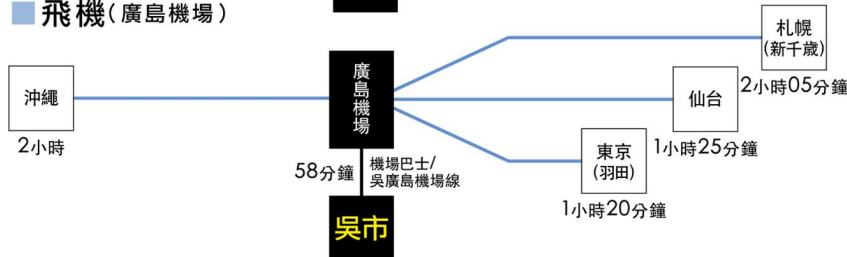 飛機(廣島機場)
札幌
(新千歳)
2小時05分鐘
沖繩
2小時
廣島機場
仙台
1小時25分鐘
東京
(羽田)
1小時20分鐘
58分鐘
機場巴士/
吳廣島機場線
吳市